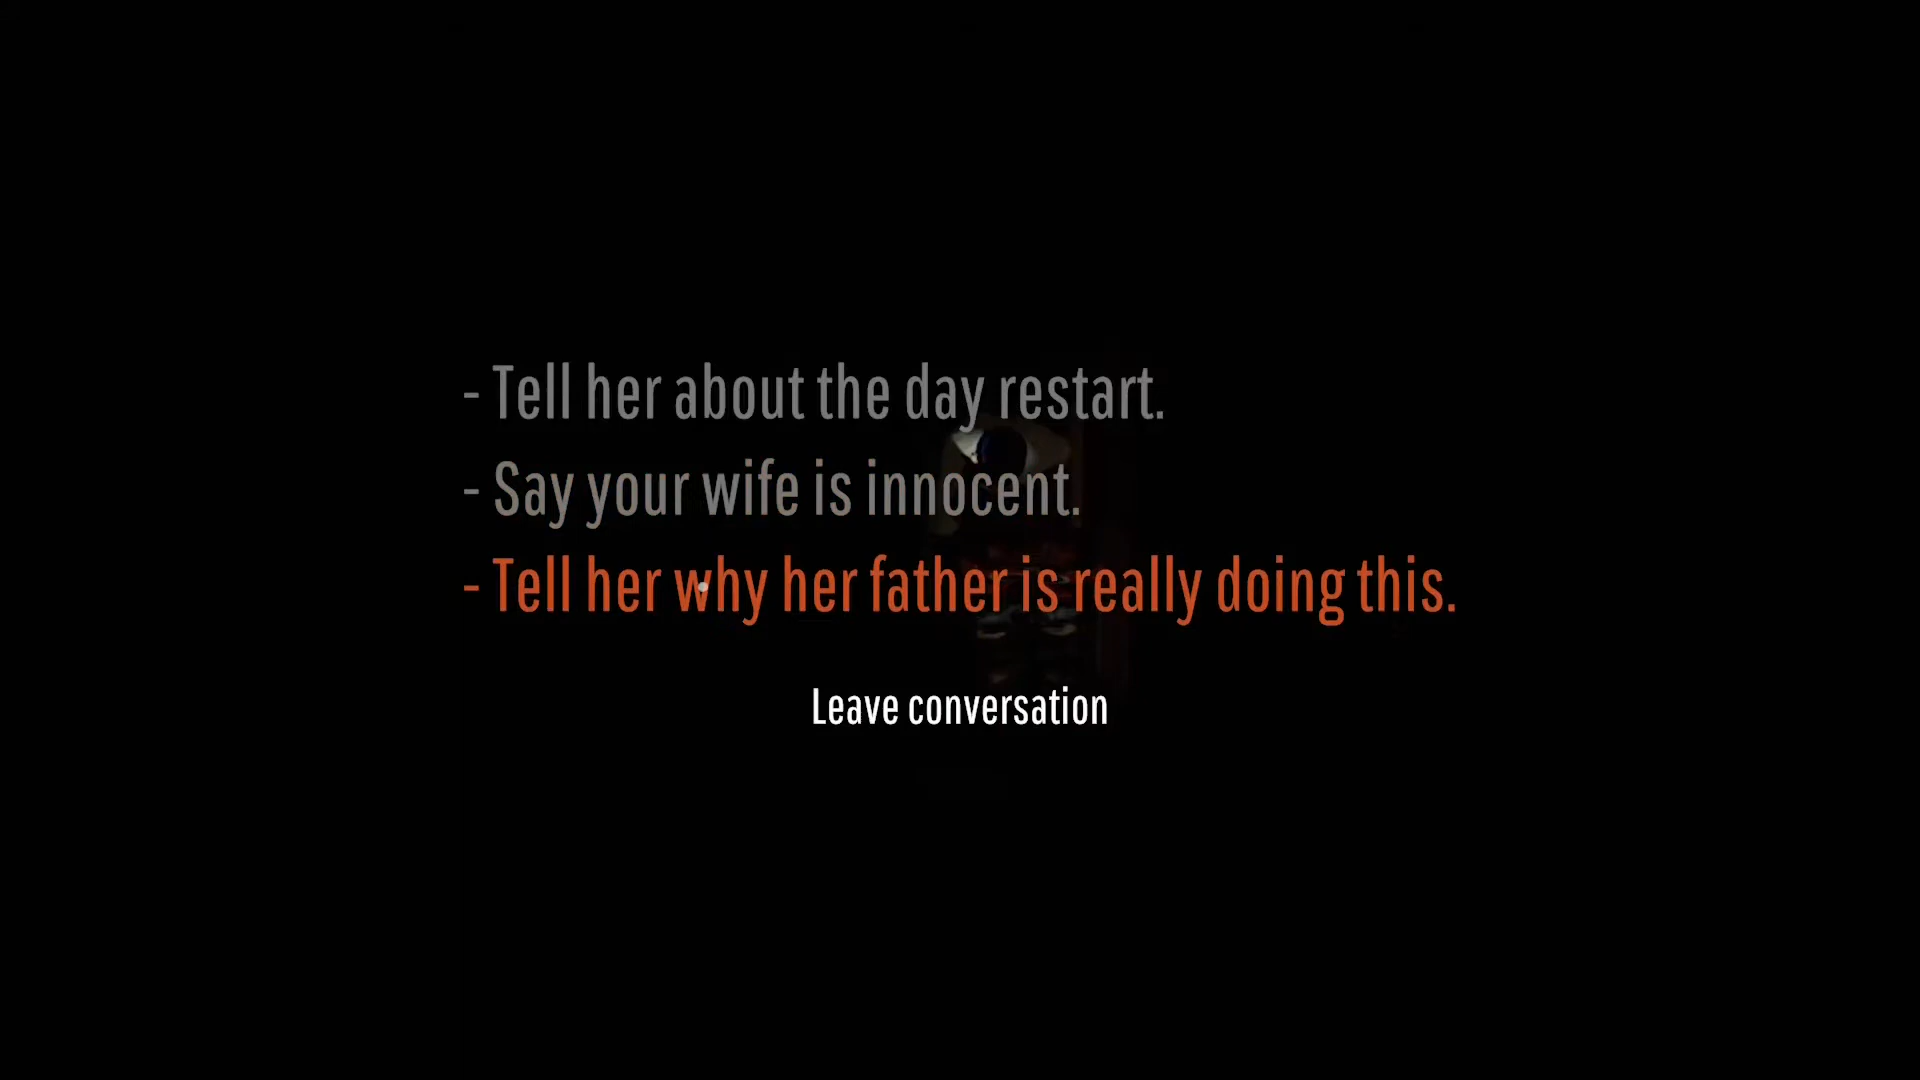 - Tell her about the day restart.
- Say your wife is innocent.
- Tell her why her father is really doing this.
Leave conversation